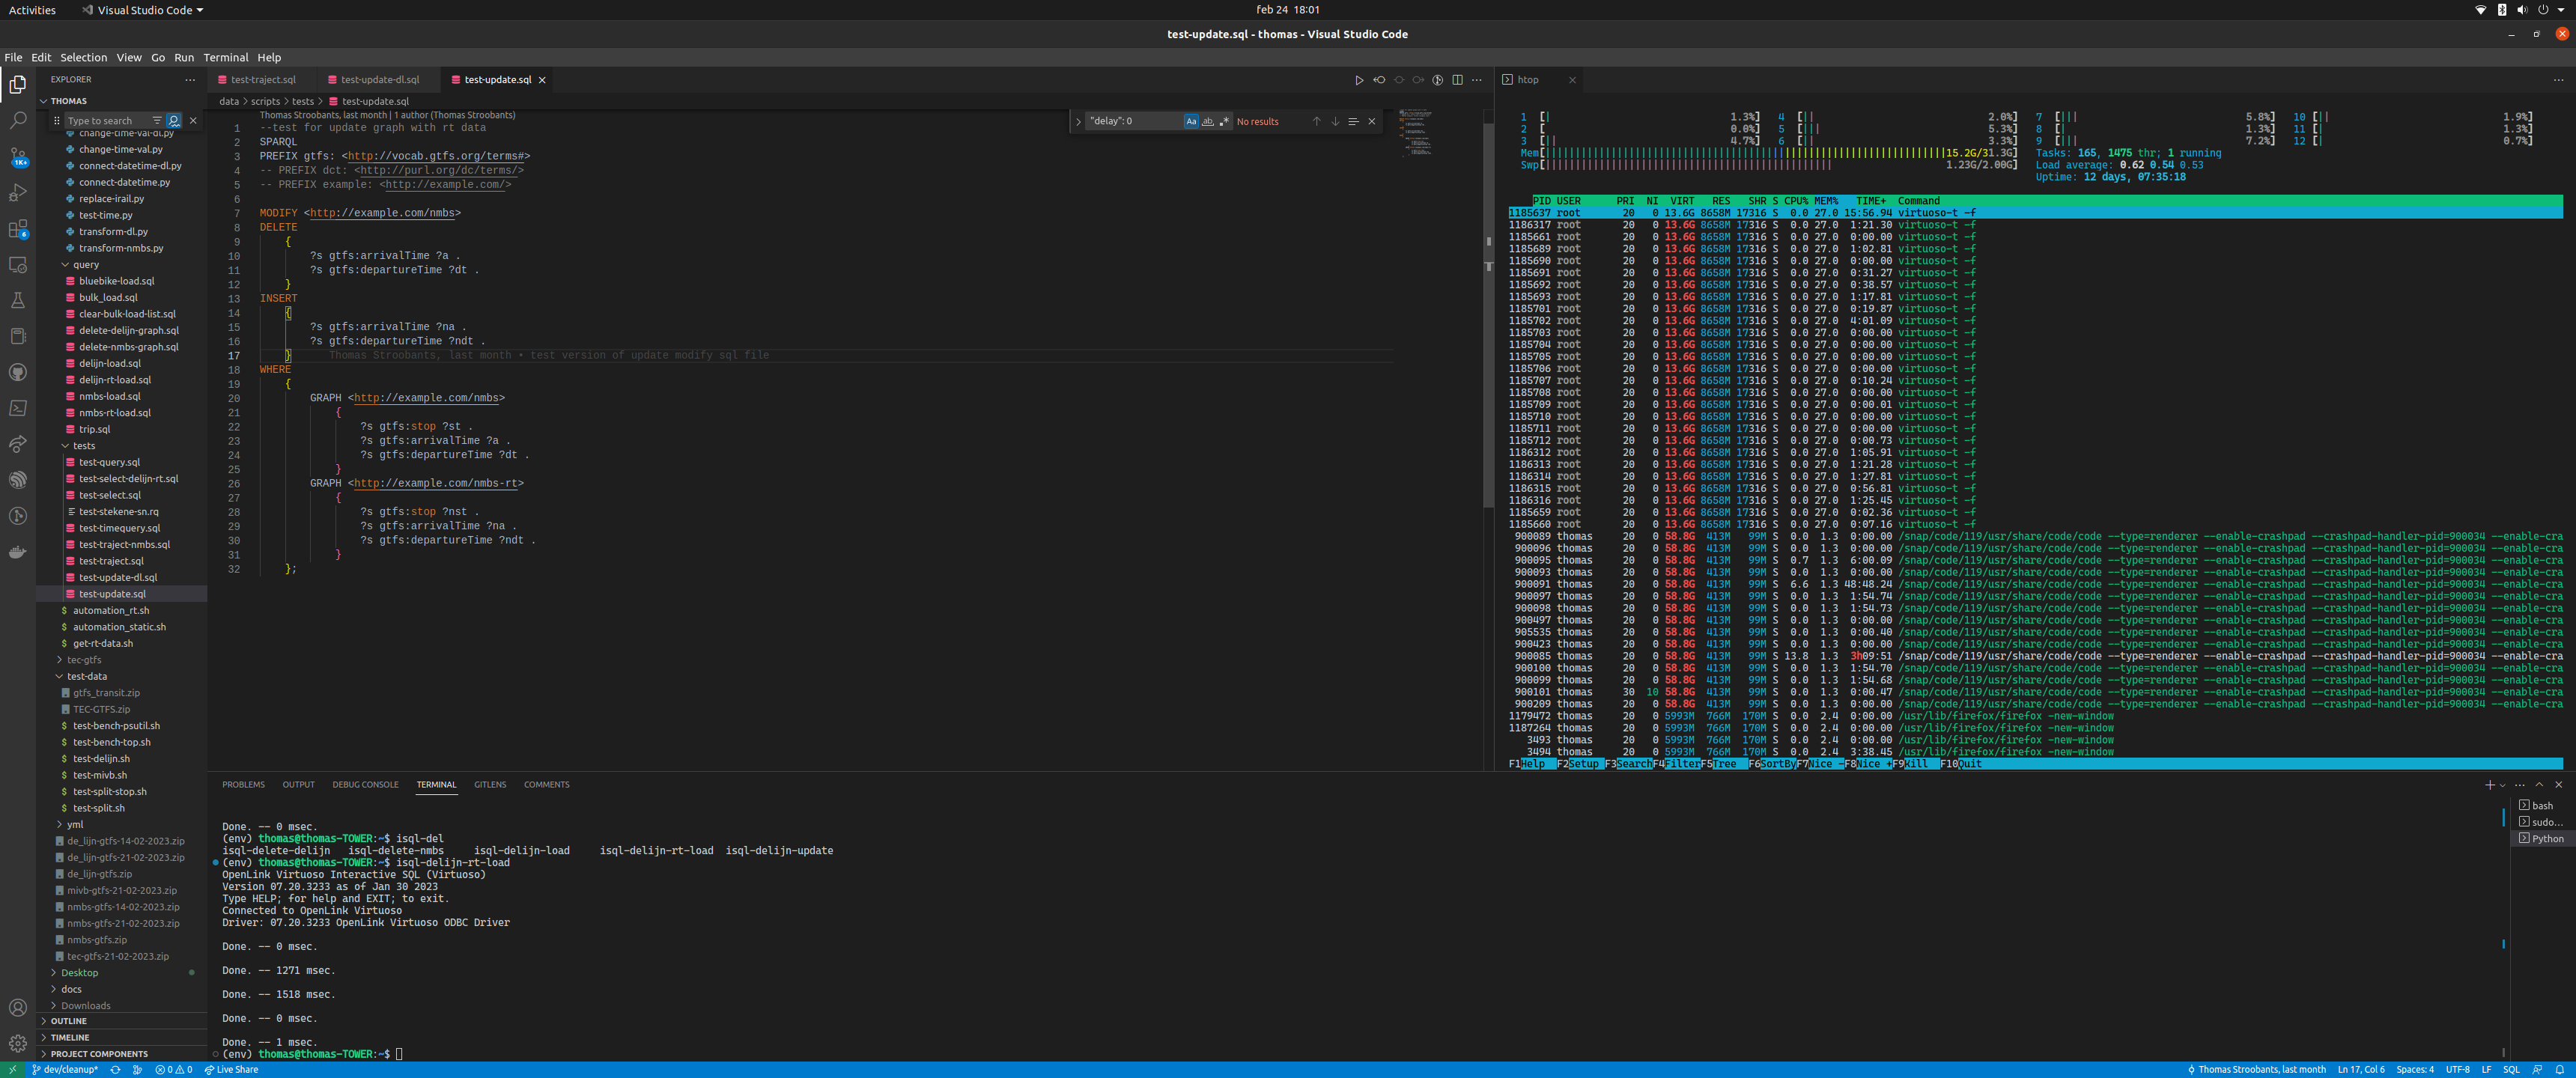 Activities
Visual Studio Code
feb 24 18:01
test-update.sql - thomas - Visual Studio Code
File Edit Selection View Go Run Terminal Help
EXPLORER
THOMAS
Type to search
change-time-val-dl.py
change-time-val.py
connect-datetime-dl.py
connect-datetime.py
replace-irail.py
test-time.py
transform-dl.py
transform-nmbs.py
query
bluebike-load.sql
bulk_load.sql
clear-bulk-load-list.sql
delete-delijn-graph.sql
delete-nmbs-graph.sql
delijn-load.sql
delijn-rt-load.sql
nmbs-load.sql
nmbs-rt-load.sql
trip.sql
tests
test-query.sql
test-select-delijn-rt.sql
test-select.sql
test-stekene-sn.rq
test-timequery.sql
test-traject-nmbs.sql
test-traject.sql
test-update-dl.sql
test-update.sql
automation_rt.sh
automation_static.sh
get-rt-data.sh
tec-gtfs
test-data
gtfs_transit.zip
TEC-GTFS.zip
test-bench-psutil.sh
test-bench-top.sh
test-delijn.sh
test-mivb.sh
test-split-stop.sh
test-split.sh
yml
de_lijn-gtfs-14-02-2023.zip
de_lijn-gtfs-21-02-2023.zip
de_lijn-gtfs.zip
mivb-gtfs-21-02-2023.zip
nmbs-gtfs-14-02-2023.zip
nmbs-gtfs-21-02-2023.zip
nmbs-gtfs.zip
tec-gtfs-21-02-2023.zip
Desktop
docs
Downloads
OUTLINE
TIMELINE
PROJECT COMPONENTS
1K+
6
test-traject.sql test-update-dl.sql test-update.sql
data > scripts > tests > test-update.sql
Thomas Stroobants, last month | 1 author (Thomas Stroobants)
"delay": 0 Aa ab .* No results
1 --test for update graph with rt data
2 SPARQL
3 PREFIX gtfs: <http://vocab.gtfs.org/terms#>
4 -- PREFIX dct: <http://purl.org/dc/terms/>
5 -- PREFIX example: <http://example.com/>
6
7 MODIFY <http://example.com/nmbs>
8 DELETE
9 {
10 ?s gtfs:arrivalTime ?a .
11 ?s gtfs:departureTime ?dt .
12 }
13 INSERT
14 {
15 ?s gtfs:arrivalTime ?na .
16 ?s gtfs:departureTime ?ndt .
17 } Thomas Stroobants, last month • test version of update modify sql file
18 WHERE
19 {
20 GRAPH <http://example.com/nmbs>
21 {
22 ?s gtfs:stop ?st .
23 ?s gtfs:arrivalTime ?a .
24 ?s gtfs:departureTime ?dt .
25 }
26 GRAPH <http://example.com/nmbs-rt>
27 {
28 ?s gtfs:stop ?nst .
29 ?s gtfs:arrivalTime ?na .
30 ?s gtfs:departureTime ?ndt .
31 }
32 };
htop
1 [| 1.3%] 4 [|| 2.0%] 7 [||| 5.8%] 10 [|| 1.9%]
2 [ 0.0%] 5 [||| 5.3%] 8 [| 1.3%] 11 [| 1.3%]
3 [|| 4.7%] 6 [|| 3.3%] 9 [||| 7.2%] 12 [| 0.7%]
Mem[ 15.2G/31.3G] Tasks: 165, 1475 thr; 1 running
Swp[ 1.23G/2.00G] Load average: 0.62 0.54 0.53
Uptime: 12 days, 07:35:18
PID USER PRI NI VIRT RES SHR S CPU% MEM% TIME+ Command
1185637 root 20 0 13.6G 8658M 17316 S 0.0 27.0 15:56.94 virtuoso-t -f
1186317 root 20 0 13.6G 8658M 17316 S 0.0 27.0 1:21.30 virtuoso-t -f
1185661 root 20 0 13.6G 8658M 17316 S 0.0 27.0 0:00.00 virtuoso-t -f
1185689 root 20 0 13.6G 8658M 17316 S 0.0 27.0 1:02.81 virtuoso-t -f
1185690 root 20 0 13.6G 8658M 17316 S 0.0 27.0 0:00.00 virtuoso-t -f
1185691 root 20 0 13.6G 8658M 17316 S 0.0 27.0 0:31.27 virtuoso-t -f
1185692 root 20 0 13.6G 8658M 17316 S 0.0 27.0 0:38.57 virtuoso-t -f
1185693 root 20 0 13.6G 8658M 17316 S 0.0 27.0 1:17.81 virtuoso-t -f
1185701 root 20 0 13.6G 8658M 17316 S 0.0 27.0 0:19.87 virtuoso-t -f
1185702 root 20 0 13.6G 8658M 17316 S 0.0 27.0 4:01.09 virtuoso-t -f
1185703 root 20 0 13.6G 8658M 17316 S 0.0 27.0 0:00.00 virtuoso-t -f
1185704 root 20 0 13.6G 8658M 17316 S 0.0 27.0 0:00.00 virtuoso-t -f
1185705 root 20 0 13.6G 8658M 17316 S 0.0 27.0 0:00.00 virtuoso-t -f
1185706 root 20 0 13.6G 8658M 17316 S 0.0 27.0 0:00.00 virtuoso-t -f
1185707 root 20 0 13.6G 8658M 17316 S 0.0 27.0 0:10.24 virtuoso-t -f
1185708 root 20 0 13.6G 8658M 17316 S 0.0 27.0 0:00.00 virtuoso-t -f
1185709 root 20 0 13.6G 8658M 17316 S 0.0 27.0 0:00.01 virtuoso-t -f
1185710 root 20 0 13.6G 8658M 17316 S 0.0 27.0 0:00.00 virtuoso-t -f
1185711 root 20 0 13.6G 8658M 17316 S 0.0 27.0 0:00.00 virtuoso-t -f
1185712 root 20 0 13.6G 8658M 17316 S 0.0 27.0 0:00.73 virtuoso-t -f
1186312 root 20 0 13.6G 8658M 17316 S 0.0 27.0 1:05.91 virtuoso-t -f
1186313 root 20 0 13.6G 8658M 17316 S 0.0 27.0 1:21.28 virtuoso-t -f
1186314 root 20 0 13.6G 8658M 17316 S 0.0 27.0 1:27.81 virtuoso-t -f
1186315 root 20 0 13.6G 8658M 17316 S 0.0 27.0 0:56.81 virtuoso-t -f
1186316 root 20 0 13.6G 8658M 17316 S 0.0 27.0 1:25.45 virtuoso-t -f
1185659 root 20 0 13.6G 8658M 17316 S 0.0 27.0 0:02.36 virtuoso-t -f
1185660 root 20 0 13.6G 8658M 17316 S 0.0 27.0 0:07.16 virtuoso-t -f
900089 thomas 20 0 58.8G 413M 99M S 0.0 1.3 0:00.00 /snap/code/119/usr/share/code/code --type=renderer --enable-crashpad --crashpad-handler-pid=900034 --enable-cra
900096 thomas 20 0 58.8G 413M 99M S 0.0 1.3 0:00.00 /snap/code/119/usr/share/code/code --type=renderer --enable-crashpad --crashpad-handler-pid=900034 --enable-cra
900095 thomas 20 0 58.8G 413M 99M S 0.7 1.3 6:00.09 /snap/code/119/usr/share/code/code --type=renderer --enable-crashpad --crashpad-handler-pid=900034 --enable-cra
900093 thomas 20 0 58.8G 413M 99M S 0.0 1.3 0:00.00 /snap/code/119/usr/share/code/code --type=renderer --enable-crashpad --crashpad-handler-pid=900034 --enable-cra
900091 thomas 20 0 58.8G 413M 99M S 6.6 1.3 48:48.24 /snap/code/119/usr/share/code/code --type=renderer --enable-crashpad --crashpad-handler-pid=900034 --enable-cra
900097 thomas 20 0 58.8G 413M 99M S 0.0 1.3 1:54.74 /snap/code/119/usr/share/code/code --type=renderer --enable-crashpad --crashpad-handler-pid=900034 --enable-cra
900098 thomas 20 0 58.8G 413M 99M S 0.0 1.3 1:54.73 /snap/code/119/usr/share/code/code --type=renderer --enable-crashpad --crashpad-handler-pid=900034 --enable-cra
900497 thomas 20 0 58.8G 413M 99M S 0.0 1.3 0:00.00 /snap/code/119/usr/share/code/code --type=renderer --enable-crashpad --crashpad-handler-pid=900034 --enable-cra
905535 thomas 20 0 58.8G 413M 99M S 0.0 1.3 0:00.40 /snap/code/119/usr/share/code/code --type=renderer --enable-crashpad --crashpad-handler-pid=900034 --enable-cra
900423 thomas 20 0 58.8G 413M 99M S 0.0 1.3 0:00.00 /snap/code/119/usr/share/code/code --type=renderer --enable-crashpad --crashpad-handler-pid=900034 --enable-cra
900085 thomas 20 0 58.8G 413M 99M S 13.8 1.3 3h09:51 /snap/code/119/usr/share/code/code --type=renderer --enable-crashpad --crashpad-handler-pid=900034 --enable-cra
900100 thomas 20 0 58.8G 413M 99M S 0.0 1.3 1:54.70 /snap/code/119/usr/share/code/code --type=renderer --enable-crashpad --crashpad-handler-pid=900034 --enable-cra
900099 thomas 20 0 58.8G 413M 99M S 0.0 1.3 1:54.68 /snap/code/119/usr/share/code/code --type=renderer --enable-crashpad --crashpad-handler-pid=900034 --enable-cra
900101 thomas 30 10 58.8G 413M 99M S 0.0 1.3 0:00.47 /snap/code/119/usr/share/code/code --type=renderer --enable-crashpad --crashpad-handler-pid=900034 --enable-cra
900209 thomas 20 0 58.8G 413M 99M S 0.0 1.3 0:00.00 /snap/code/119/usr/share/code/code --type=renderer --enable-crashpad --crashpad-handler-pid=900034 --enable-cra
1179472 thomas 20 0 5993M 766M 170M S 0.0 2.4 0:00.00 /usr/lib/firefox/firefox -new-window
1187264 thomas 20 0 5993M 766M 170M S 0.0 2.4 0:00.00 /usr/lib/firefox/firefox -new-window
3493 thomas 20 0 5993M 766M 170M S 0.0 2.4 0:00.00 /usr/lib/firefox/firefox -new-window
3494 thomas 20 0 5993M 766M 170M S 0.0 2.4 3:38.45 /usr/lib/firefox/firefox -new-window
F1Help F2Setup F3SearchF4FilterF5Tree F6SortByF7Nice -F8Nice +F9Kill F10Quit
PROBLEMS OUTPUT DEBUG CONSOLE TERMINAL GITLENS COMMENTS
Done. -- 0 msec.
(env) thomas@thomas-TOWER:~$ isql-del
isql-delete-delijn isql-delete-nmbs isql-delijn-load isql-delijn-rt-load isql-delijn-update
(env) thomas@thomas-TOWER:~$ isql-delijn-rt-load
OpenLink Virtuoso Interactive SQL (Virtuoso)
Version 07.20.3233 as of Jan 30 2023
Type HELP; for help and EXIT; to exit.
Connected to OpenLink Virtuoso
Driver: 07.20.3233 OpenLink Virtuoso ODBC Driver
Done. -- 0 msec.
Done. -- 1271 msec.
Done. -- 1518 msec.
Done. -- 0 msec.
Done. -- 1 msec.
(env) thomas@thomas-TOWER:~$
bash
sudo...
Python
dev/cleanup* 0 0 Live Share
Thomas Stroobants, last month Ln 17, Col 6 Spaces: 4 UTF-8 LF SQL